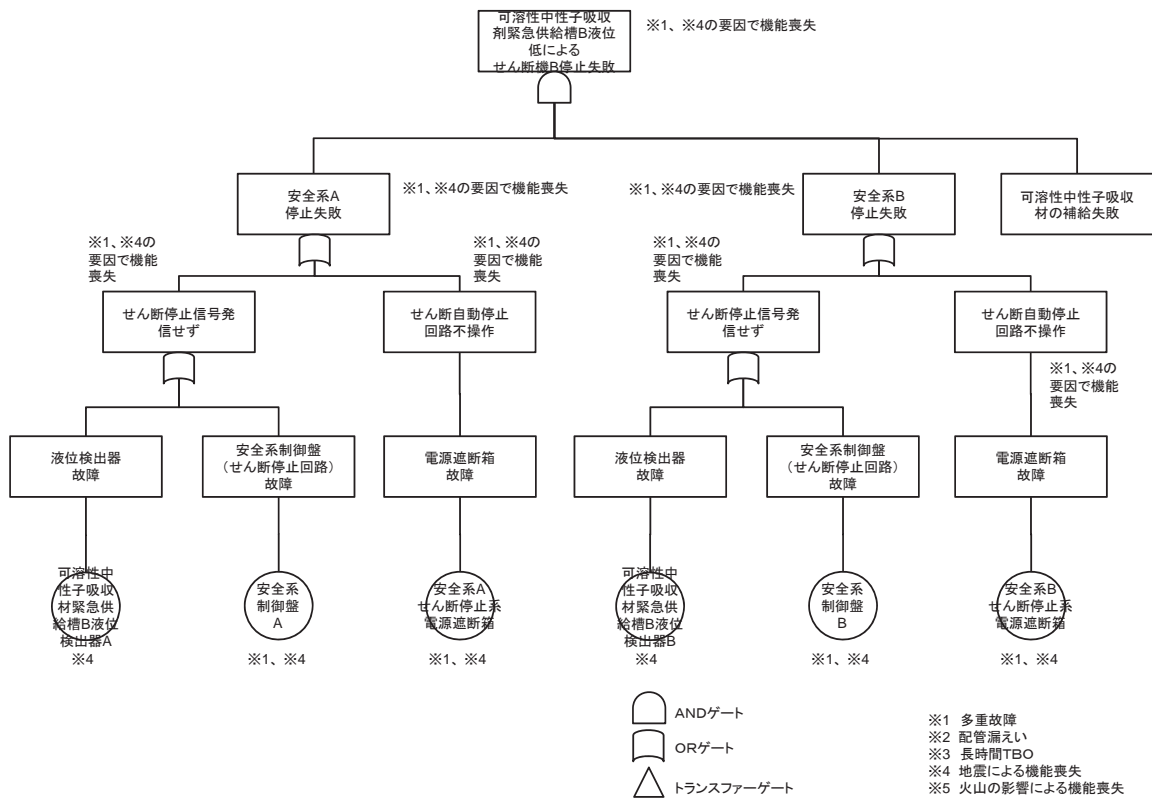 可溶性中性子吸収
剤緊急供給槽B液位
低による
せん断機B停止失敗
※1、※4の要因で機能喪失
安全系A
停止失敗
※1、※4の要因で機能喪失
※1、※4の要因で機能喪失
安全系B
停止失敗
可溶性中性子吸収
材の補給失敗
※1、※4の
要因で機能
喪失
※1、※4の
要因で機能
喪失
※1、※4の
要因で機能
喪失
せん断停止信号発
信せず
せん断自動停止
回路不操作
せん断停止信号発
信せず
せん断自動停止
回路不操作
※1、※4の
要因で機能
喪失
液位検出器
故障
安全系制御盤
(せん断停止回路)
故障
電源遮断箱
故障
液位検出器
故障
安全系制御盤
(せん断停止回路)
故障
電源遮断箱
故障
可溶性中
性子吸収
材緊急供
給槽B液位
検出器A
※4
安全系
制御盤
A
※1、※4
安全系A
せん断停止系
電源遮断箱
※1、※4
可溶性中
性子吸収
材緊急供
給槽B液位
検出器B
※4
安全系
制御盤
B
※1、※4
安全系B
せん断停止系
電源遮断箱
※1、※4
ANDゲート
ORゲート
トランスファーゲート
※1 多重故障
※2 配管漏えい
※3 長時間TBO
※4 地震による機能喪失
※5 火山の影響による機能喪失